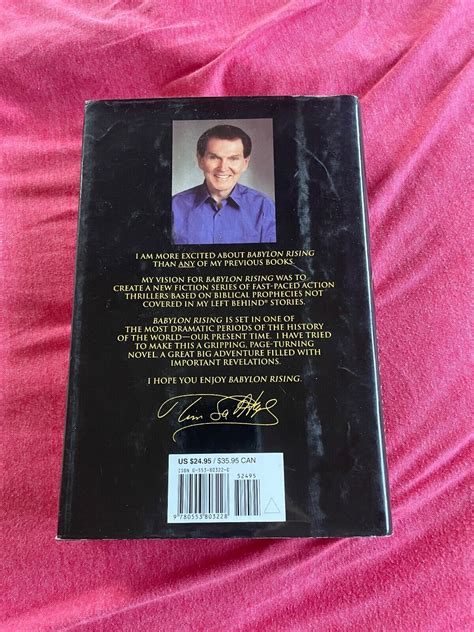 I AM MORE EXCITED ABOUT BABYLON RISING
THAN ANY OF MY PREVIOUS BOOKS.
MY VISION FOR BABYLON RISING WAS TO
CREATE A NEW FICTION SERIES OF FAST-PACED ACTION
THRILLERS BASED ON BIBLICAL PROPHECIES NOT
COVERED IN MY LEFT BEHIND® STORIES.
BABYLON RISING IS SET IN ONE OF
THE MOST DRAMATIC PERIODS OF THE HISTORY
OF THE WORLD—OUR PRESENT TIME. I HAVE TRIED
TO MAKE THIS A GRIPPING, PAGE-TURNING
NOVEL, A GREAT BIG ADVENTURE FILLED WITH
IMPORTANT REVELATIONS.
I HOPE YOU ENJOY BABYLON RISING.
Tim LaHaye
US $24.95 / $35.95 CAN
ISBN 0-553-80322-0
52495
9 780553 803228